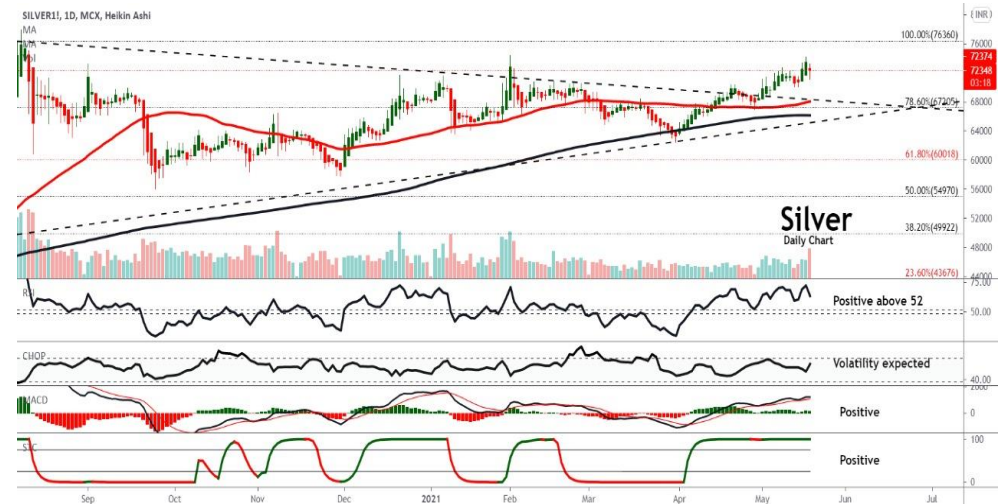 SILVER1!, 1D, MCX, Heikin Ashi
(INR)
MA
MA
Vol
100.00%(76360)
76000
72374
72348
03:18
78.60%(67205)
68000
64000
61.80%(60018)
60000
56000
50.00%(54970)
Silver
Daily Chart
52000
38.20%(49922)
48000
23.60%(43676)
44000
75.00
RSI
Positive above 52
50.00
CHOP
Volatility expected
40.00
2000
MACD
Positive
0
STC
100
Positive
0
Sep Oct Nov Dec 2021 Feb Mar Apr May Jun Jul